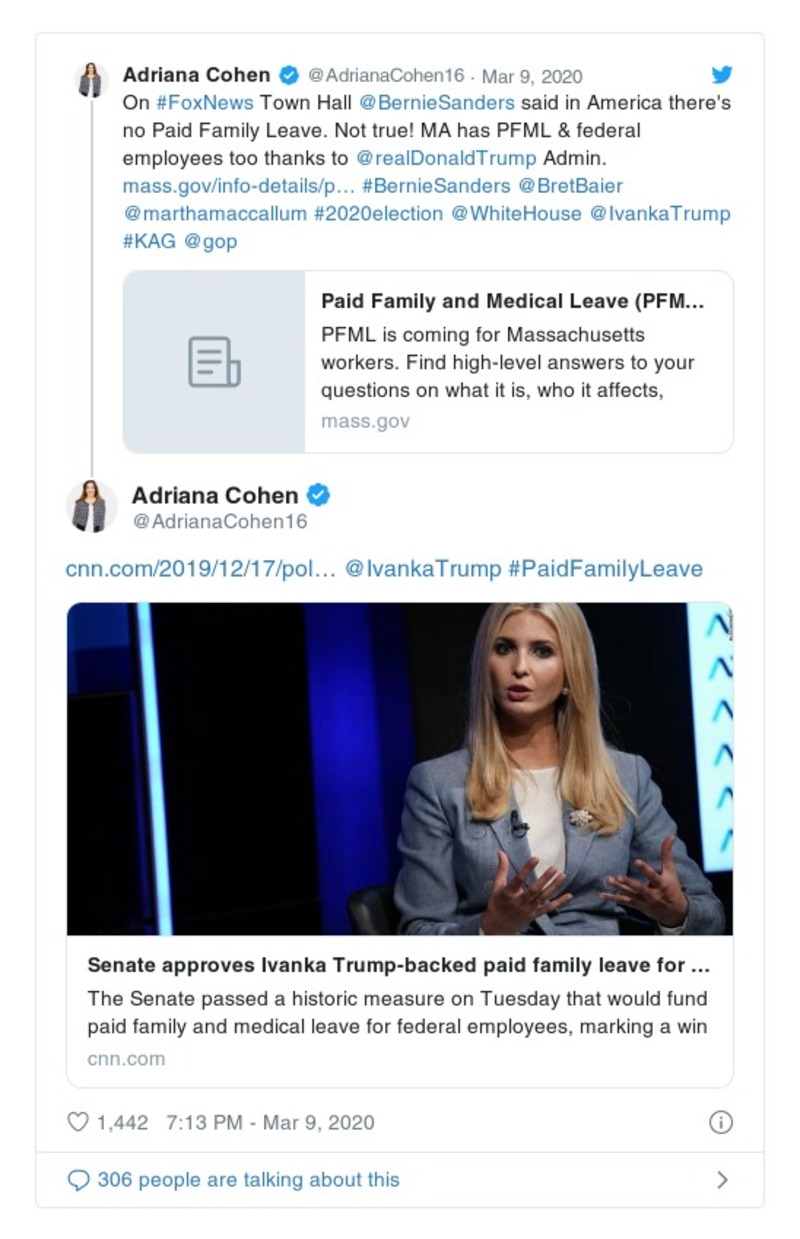 Adriana Cohen @AdrianaCohen16 · Mar 9, 2020
On #FoxNews Town Hall @BernieSanders said in America there's
no Paid Family Leave. Not true! MA has PFML & federal
employees too thanks to @realDonaldTrump Admin.
mass.gov/info-details/p… #BernieSanders @BretBaier
@marthamaccallum #2020election @WhiteHouse @IvankaTrump
#KAG @gop
Paid Family and Medical Leave (PFM...
PFML is coming for Massachusetts
workers. Find high-level answers to your
questions on what it is, who it affects,
mass.gov
Adriana Cohen
@AdrianaCohen16
cnn.com/2019/12/17/pol… @IvankaTrump #PaidFamilyLeave
Senate approves Ivanka Trump-backed paid family leave for ...
The Senate passed a historic measure on Tuesday that would fund
paid family and medical leave for federal employees, marking a win
cnn.com
1,442 7:13 PM - Mar 9, 2020
306 people are talking about this